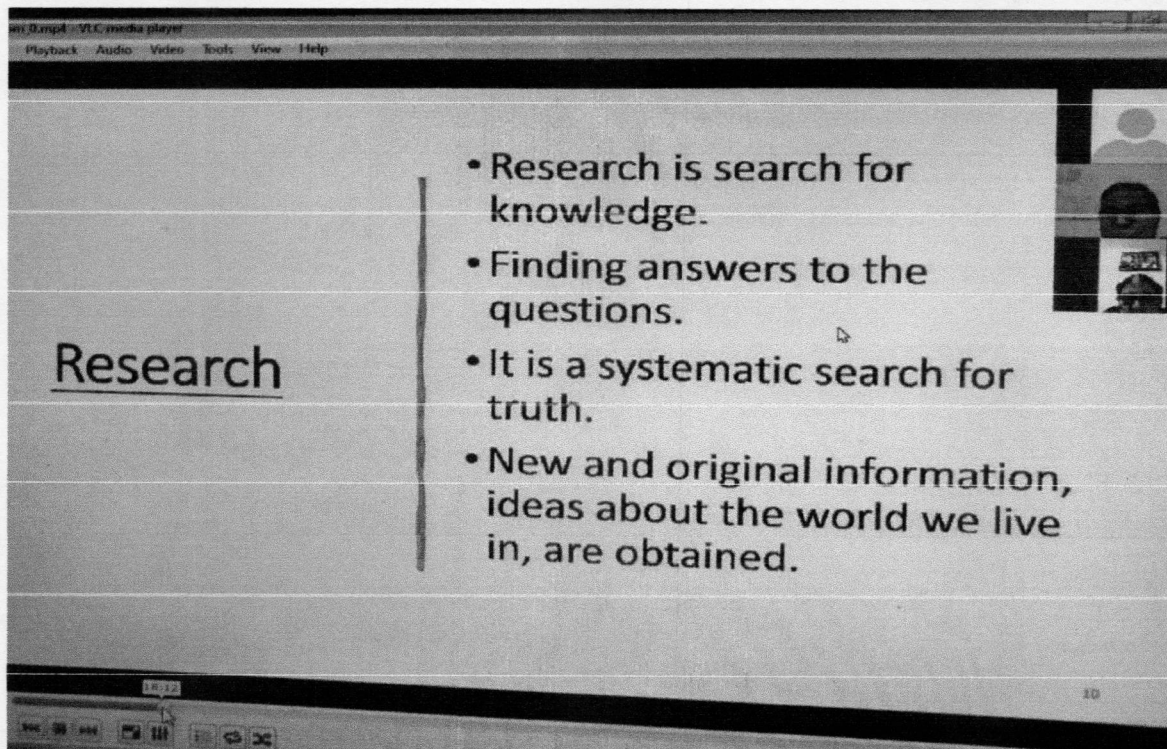 Playback Audio Video Tools View Help
Research
• Research is search for
knowledge.
• Finding answers to the
questions.
• It is a systematic search for
truth.
• New and original information,
ideas about the world we live
in, are obtained.
10